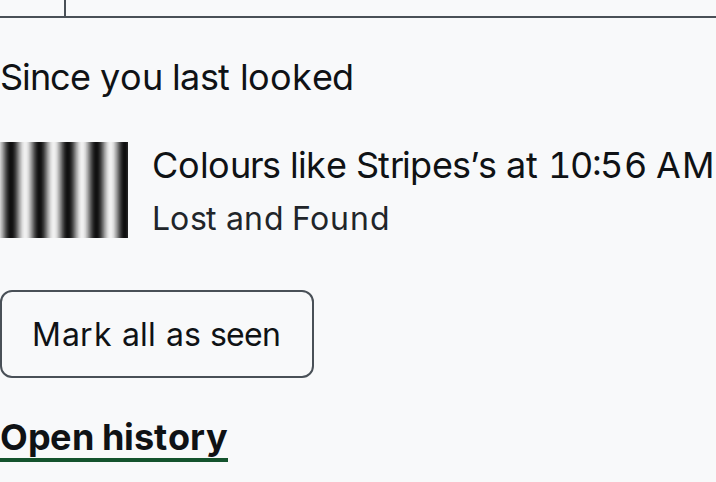 Since you last looked
Colours like Stripes’s at 10:56 AM
Lost and Found
Mark all as seen
Open history